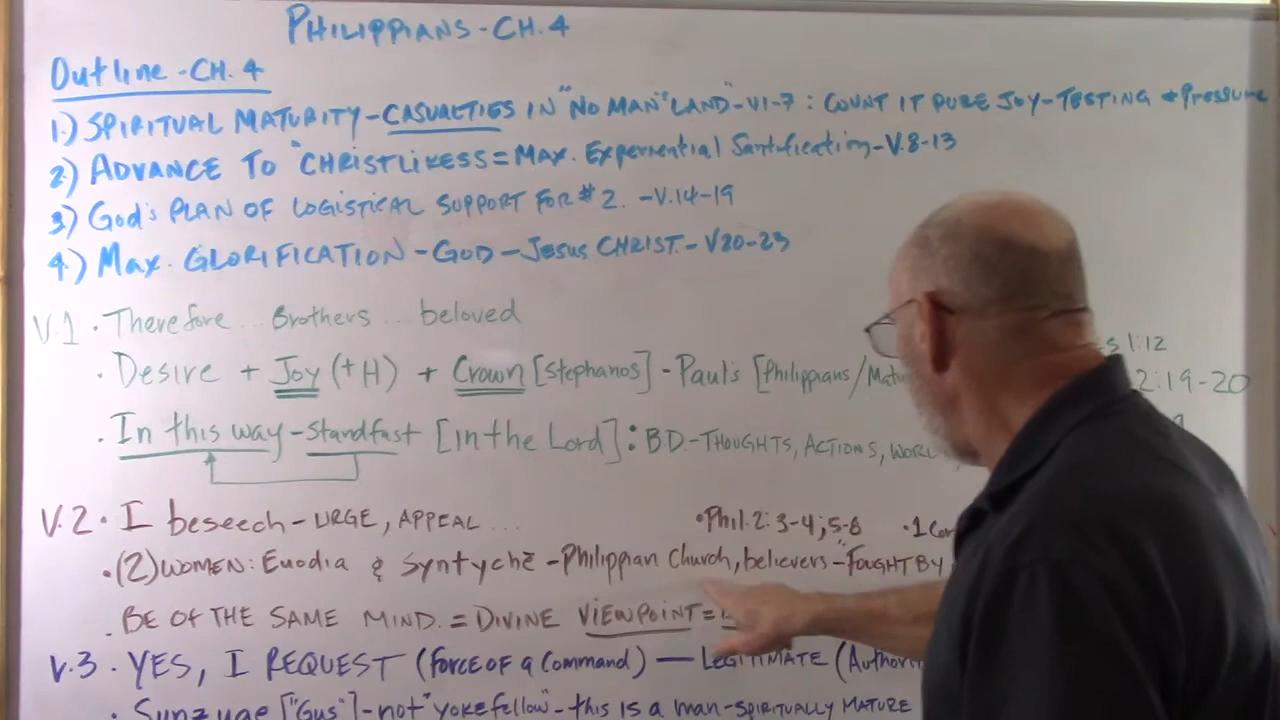 PHILIPPIANS-CH.4
Outline-CH.4
1.) SPIRITUAL MATURITY-CASUALTIES IN "NO MAN" LAND"-V1-7 : COUNT IT PURE JOY-TESTING + Pressure
2.) ADVANCE TO "CHRISTLIKESS = MAX. Experiential Santification-V.8-13
3.) God's PLAN OF LOGISTICAL SUPPORT FOR #2. -V.14-19
4.) Max. GLORIFICATION-GOD-JESUS CHRIST.-V20-23
V.1 • Therefore... Brothers... beloved
• Desire + Joy (+H) + Crown [stephanos] - Paul's [Philippians/
s 1:12
2:19-20
• In this way-standfast [in the Lord] : BD-THOUGHTS, ACTIONS,
V.2 • I beseech-URGE, APPEAL...
• Phil.2:3-4;5-8 • 1 Cor
• (2) WOMEN: Euodia & Syntychē -Philippian Church, believers-"FOUGHT BY
• BE OF THE SAME MIND. = DIVINE VIEWPOINT =
V.3 • YES, I REQUEST (force of a Command) — LEGITIMATE (Author
• Sunzuge ["Gus"]-not "yokefellow"-this is a man-SPIRITUALLY MATURE